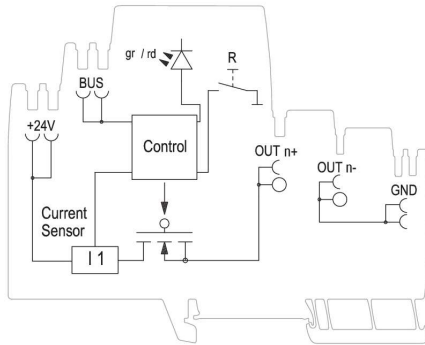 gr / rd
R
BUS
+24V
Control
OUT n+
OUT n-
GND
Current
Sensor
I 1